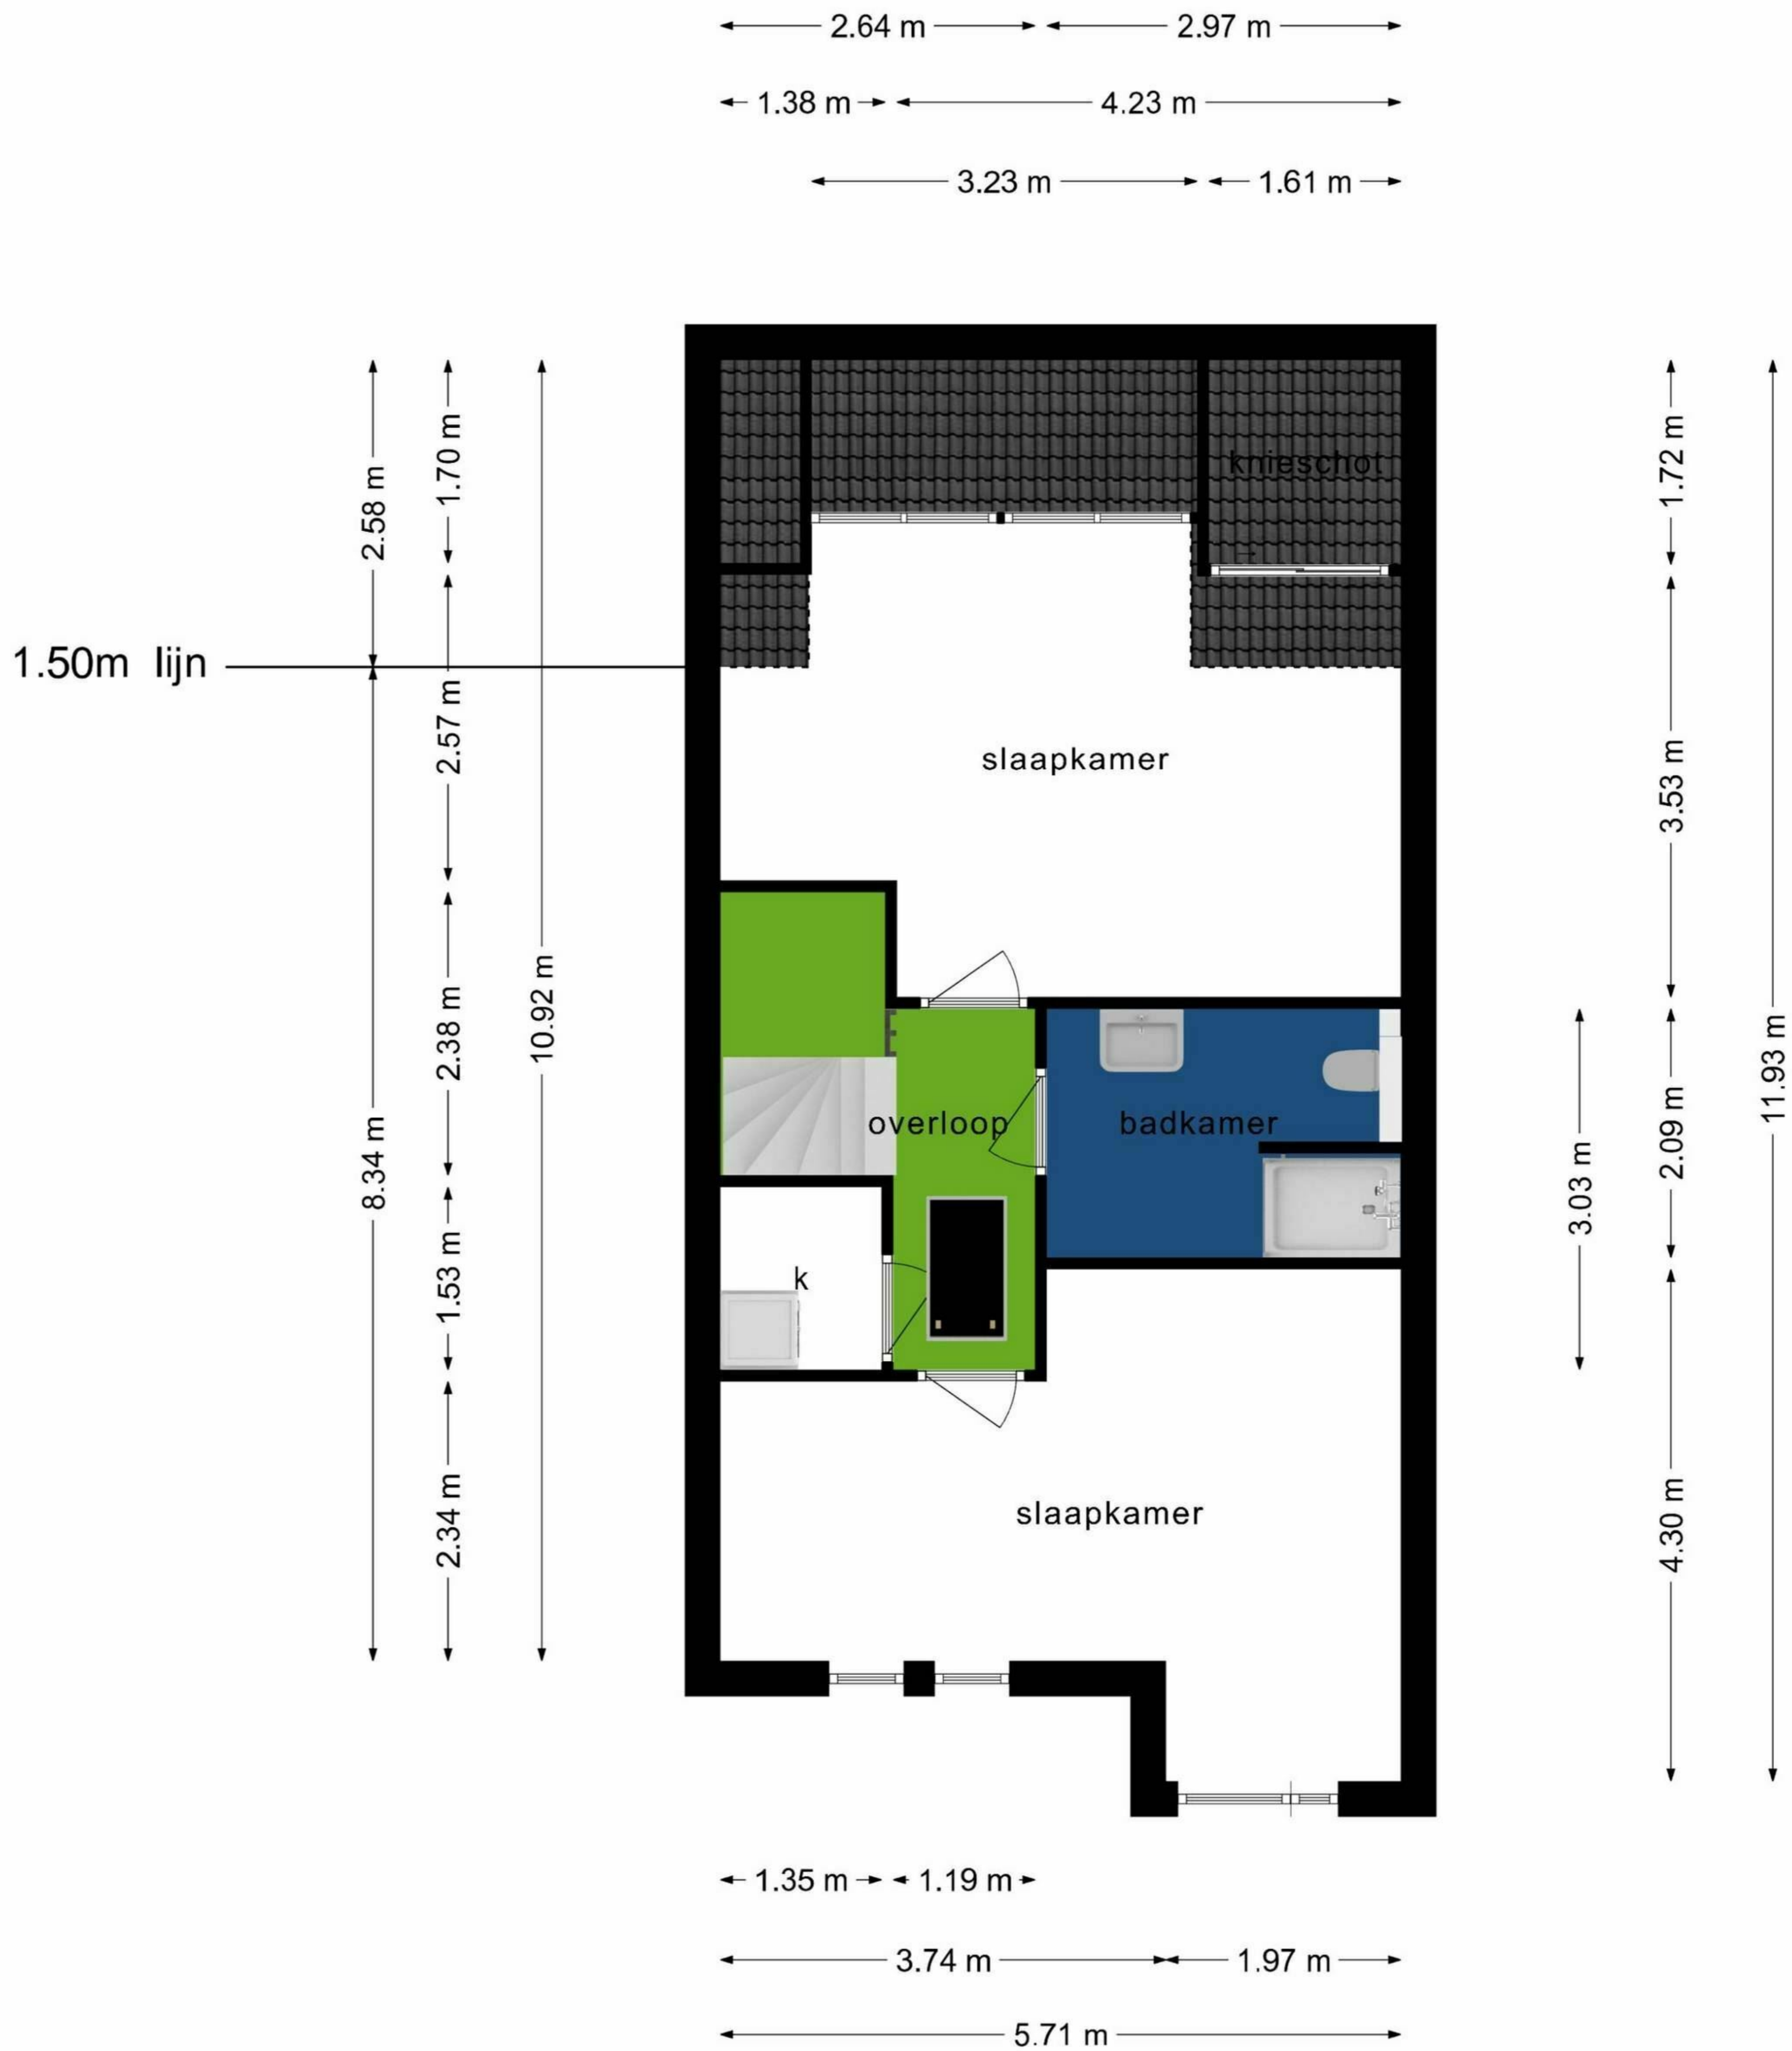 2.64 m 2.97 m
1.38 m 4.23 m
3.23 m 1.61 m
knieschot
1.70 m
1.72 m
2.58 m
1.50m lijn
2.57 m
slaapkamer
3.53 m
10.92 m
2.38 m
11.93 m
overloop
badkamer
2.09 m
8.34 m
3.03 m
k
1.53 m
slaapkamer
2.34 m
4.30 m
1.35 m 1.19 m
3.74 m 1.97 m
5.71 m